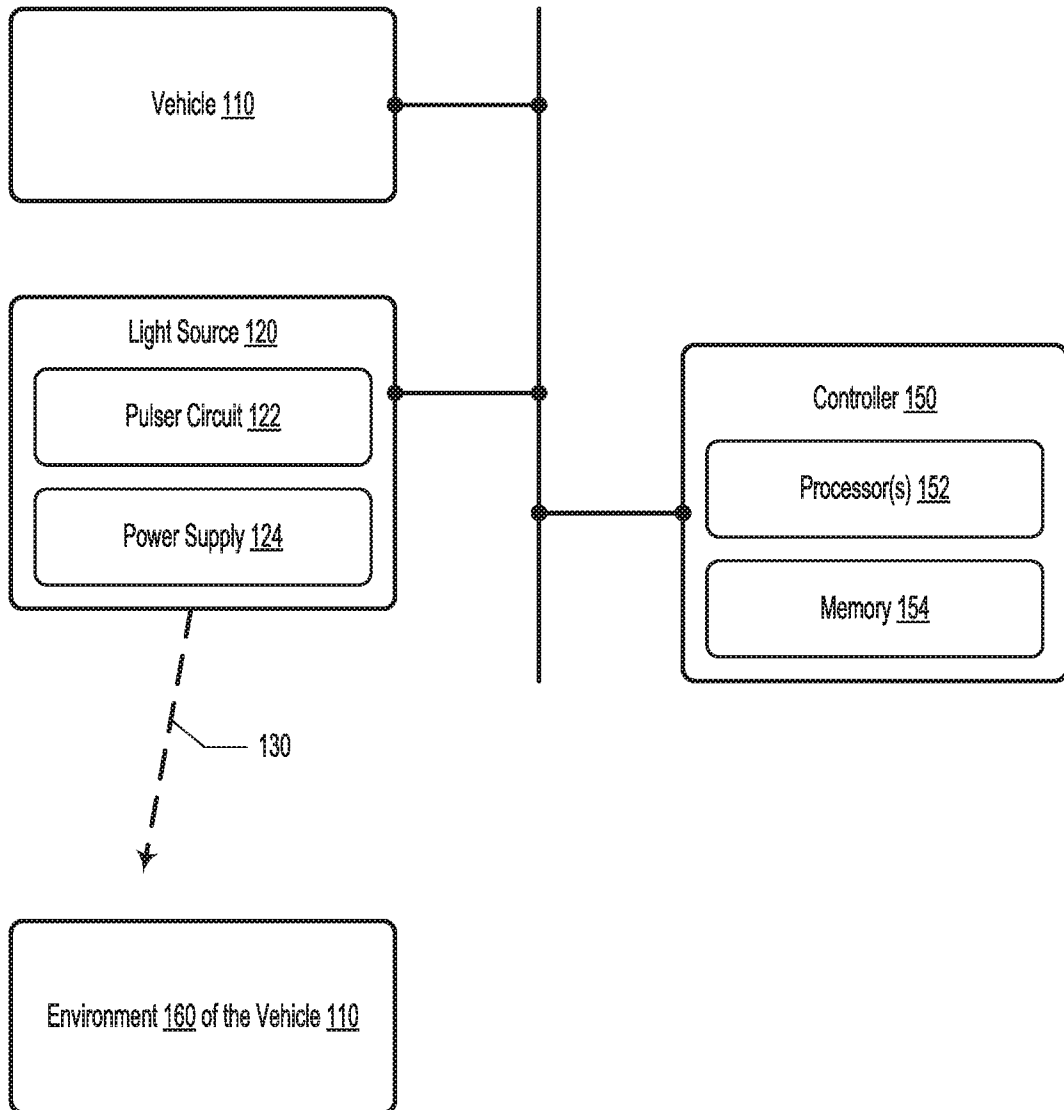 Vehicle 110
Light Source 120
Pulser Circuit 122
Power Supply 124
Controller 150
Processor(s) 152
Memory 154
130
Environment 160 of the Vehicle 110